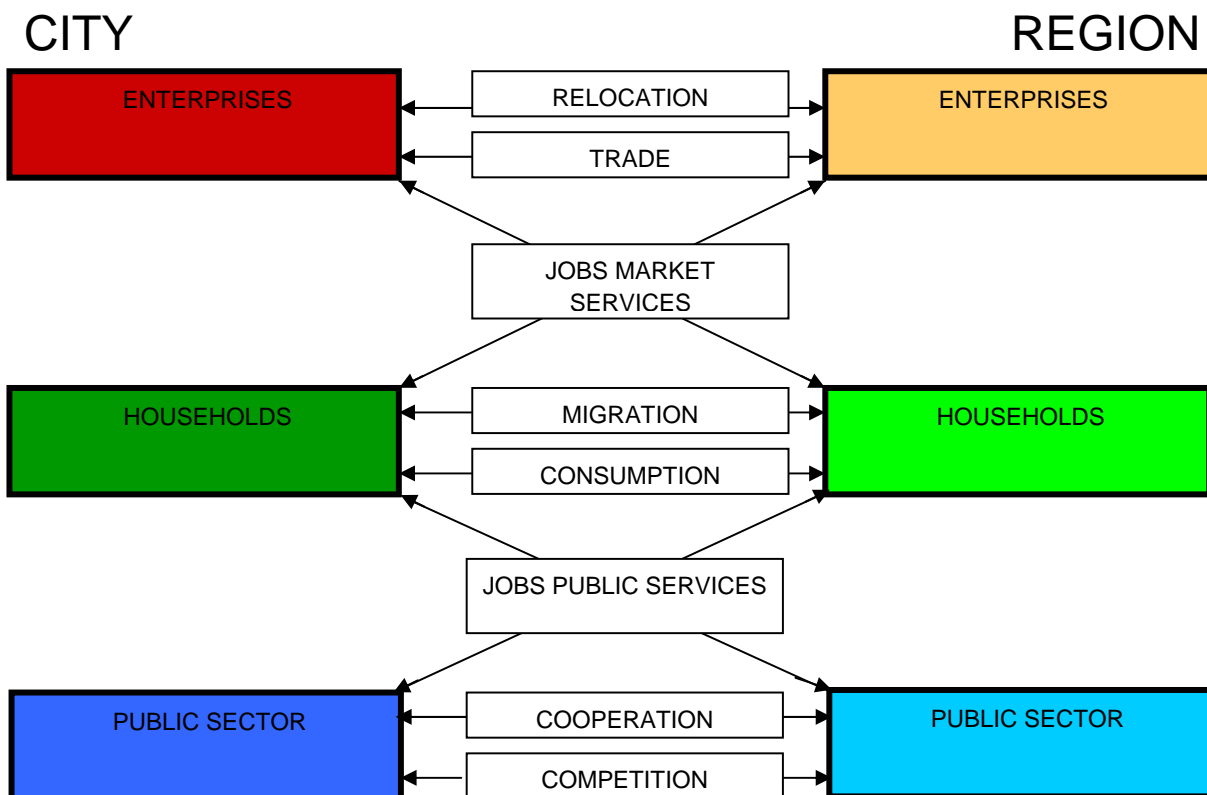 CITY
REGION
ENTERPRISES
RELOCATION
ENTERPRISES
TRADE
JOBS MARKET
SERVICES
HOUSEHOLDS
MIGRATION
HOUSEHOLDS
CONSUMPTION
JOBS PUBLIC SERVICES
PUBLIC SECTOR
COOPERATION
PUBLIC SECTOR
COMPETITION